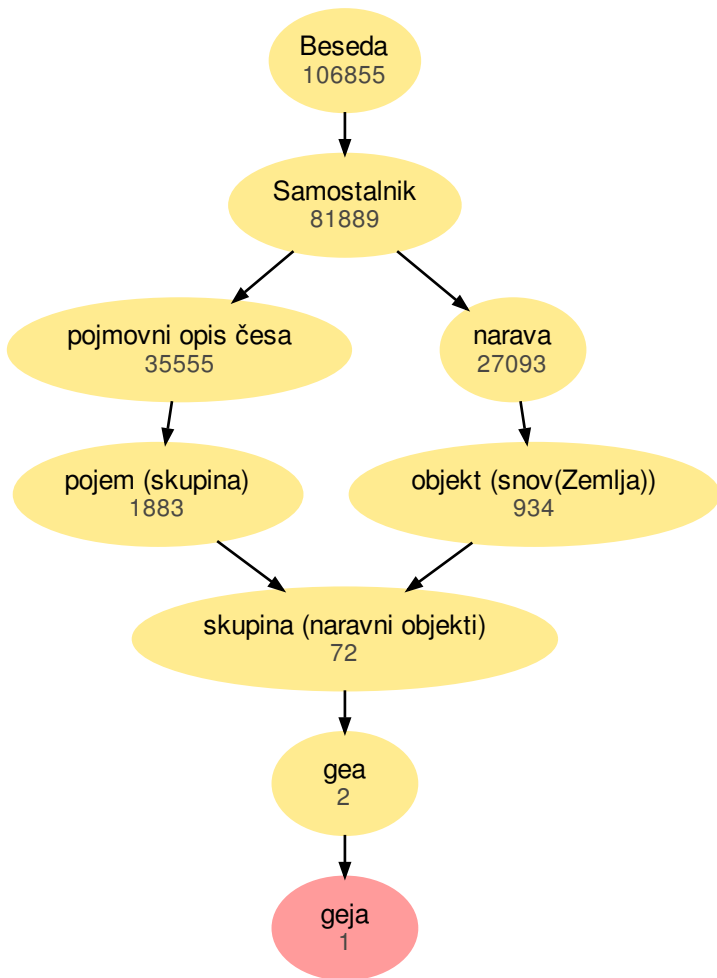 Beseda
106855
Samostalnik
81889
pojmovni opis česa
35555
narava
27093
pojem (skupina)
1883
objekt (snov(Zemlja))
934
skupina (naravni objekti)
72
gea
2
geja
1